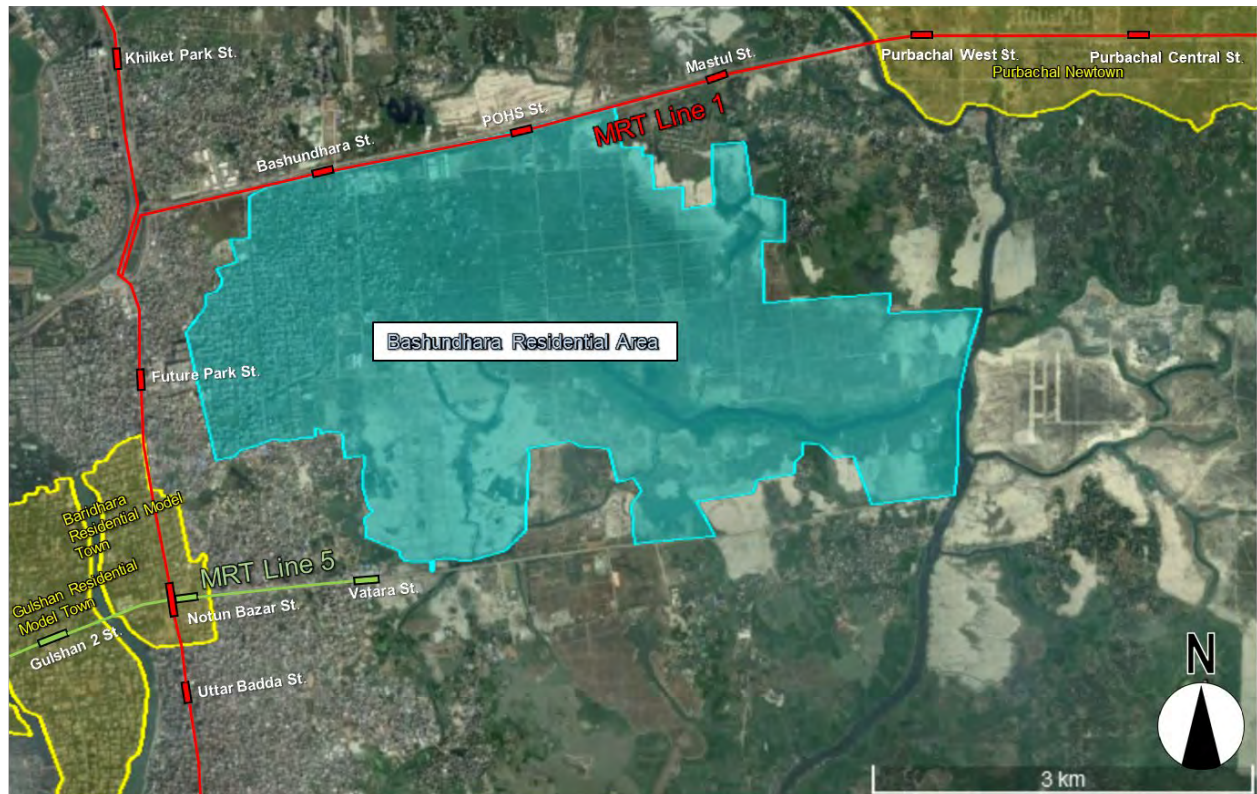 Khilket Park St.
Purbachal West St.
Purbachal Central St.
Purbachal Newtown
Mastul St.
POHS St.
MRT Line 1
Bashundhara St.
Bashundhara Residential Area
Future Park St.
Baridhara
Residential Model
Town
MRT Line 5
Gulshan Residential
Model Town
Vatara St.
Notun Bazar St.
Gulshan 2 St.
Uttar Badda St.
N
3 km